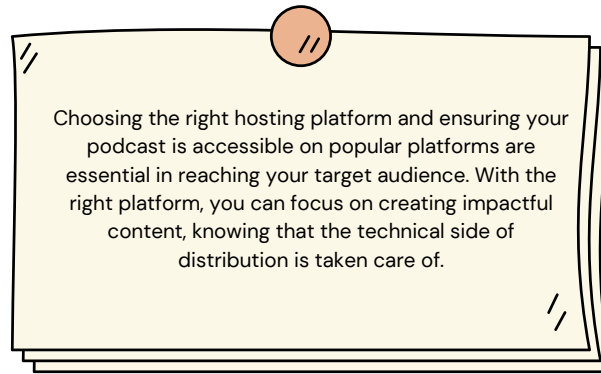 Choosing the right hosting platform and ensuring your
podcast is accessible on popular platforms are
essential in reaching your target audience. With the
right platform, you can focus on creating impactful
content, knowing that the technical side of
distribution is taken care of.